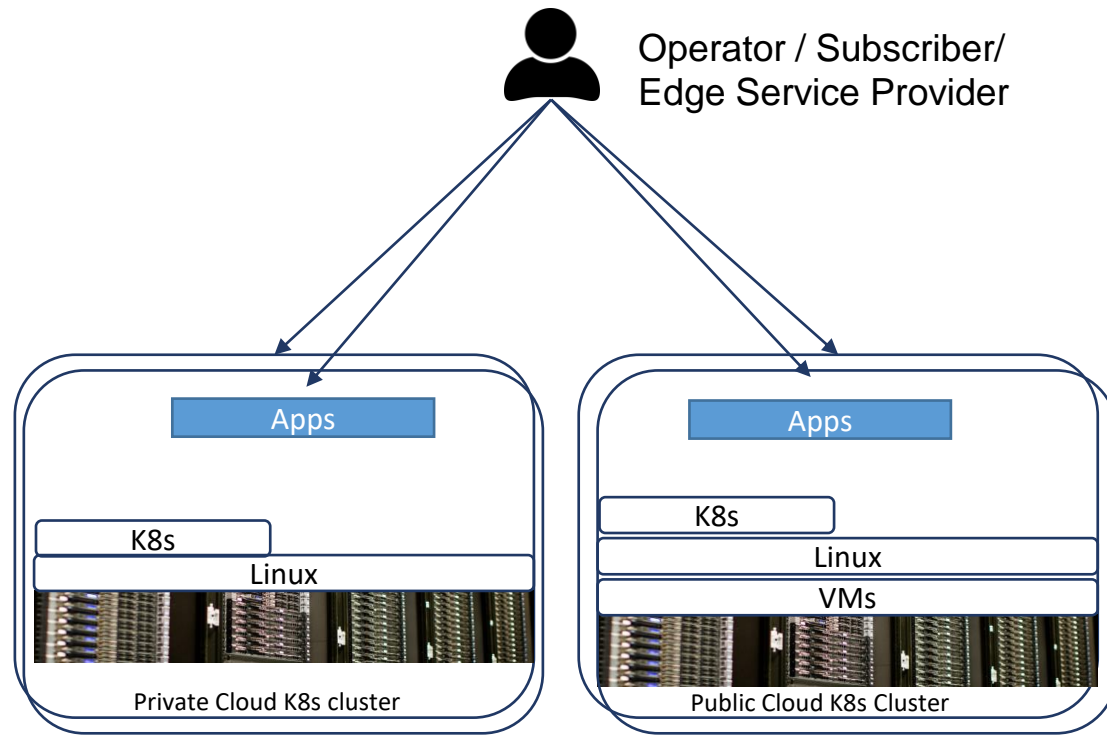 Operator / Subscriber/
Edge Service Provider
Apps
K8s
Linux
Private Cloud K8s cluster
Apps
K8s
Linux
VMs
Public Cloud K8s Cluster